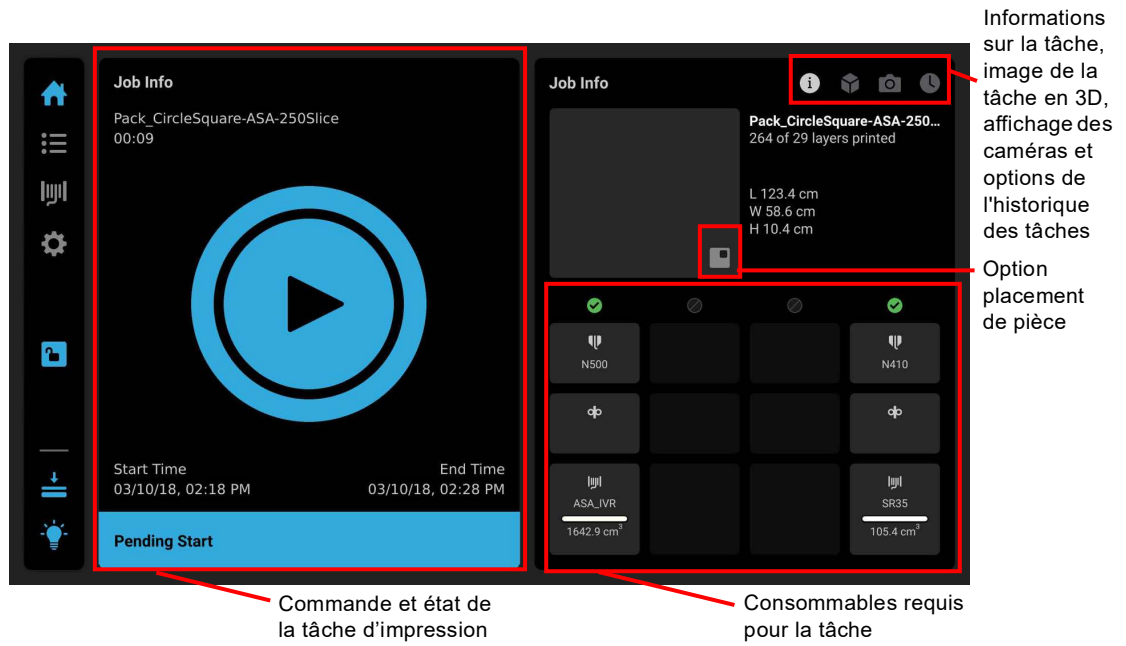 Informations
sur la tâche,
image de la
tâche en 3D,
affichage des
caméras et
options de
l'historique
des tâches
Job Info
Pack_CircleSquare-ASA-250Slice
00:09
Start Time
03/10/18, 02:18 PM
End Time
03/10/18, 02:28 PM
Pending Start
Job Info
Pack_CircleSquare-ASA-250...
264 of 29 layers printed
L 123.4 cm
W 58.6 cm
H 10.4 cm
Option
placement
de pièce
N500
N410
ASA_IVR
1642.9 cm³
SR35
105.4 cm³
Commande et état de
la tâche d’impression
Consommables requis
pour la tâche